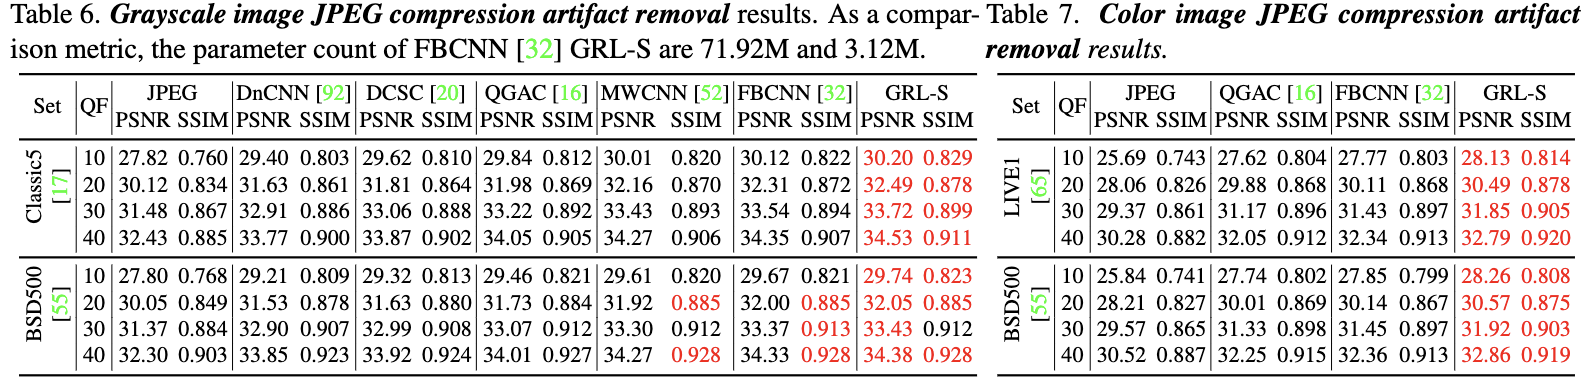 Table 6. Grayscale image JPEG compression artifact removal results. As a compar-
ison metric, the parameter count of FBCNN [32] GRL-S are 71.92M and 3.12M.
Set QF JPEG DnCNN [92] DCSC [20] QGAC [16] MWCNN [52] FBCNN [32] GRL-S
PSNR SSIM PSNR SSIM PSNR SSIM PSNR SSIM PSNR SSIM PSNR SSIM PSNR SSIM
Classic5 [17]
10 27.82 0.760 29.40 0.803 29.62 0.810 29.84 0.812 30.01 0.820 30.12 0.822 30.20 0.829
20 30.12 0.834 31.63 0.861 31.81 0.864 31.98 0.869 32.16 0.870 32.31 0.872 32.49 0.878
30 31.48 0.867 32.91 0.886 33.06 0.888 33.22 0.892 33.43 0.893 33.54 0.894 33.72 0.899
40 32.43 0.885 33.77 0.900 33.87 0.902 34.05 0.905 34.27 0.906 34.35 0.907 34.53 0.911
BSD500 [55]
10 27.80 0.768 29.21 0.809 29.32 0.813 29.46 0.821 29.61 0.820 29.67 0.821 29.74 0.823
20 30.05 0.849 31.53 0.878 31.63 0.880 31.73 0.884 31.92 0.885 32.00 0.885 32.05 0.885
30 31.37 0.884 32.90 0.907 32.99 0.908 33.07 0.912 33.30 0.912 33.37 0.913 33.43 0.912
40 32.30 0.903 33.85 0.923 33.92 0.924 34.01 0.927 34.27 0.928 34.33 0.928 34.38 0.928
Table 7. Color image JPEG compression artifact
removal results.
Set QF JPEG QGAC [16] FBCNN [32] GRL-S
PSNR SSIM PSNR SSIM PSNR SSIM PSNR SSIM
LIVE1 [65]
10 25.69 0.743 27.62 0.804 27.77 0.803 28.13 0.814
20 28.06 0.826 29.88 0.868 30.11 0.868 30.49 0.878
30 29.37 0.861 31.17 0.896 31.43 0.897 31.85 0.905
40 30.28 0.882 32.05 0.912 32.34 0.913 32.79 0.920
BSD500 [55]
10 25.84 0.741 27.74 0.802 27.85 0.799 28.26 0.808
20 28.21 0.827 30.01 0.869 30.14 0.867 30.57 0.875
30 29.57 0.865 31.33 0.898 31.45 0.897 31.92 0.903
40 30.52 0.887 32.25 0.915 32.36 0.913 32.86 0.919